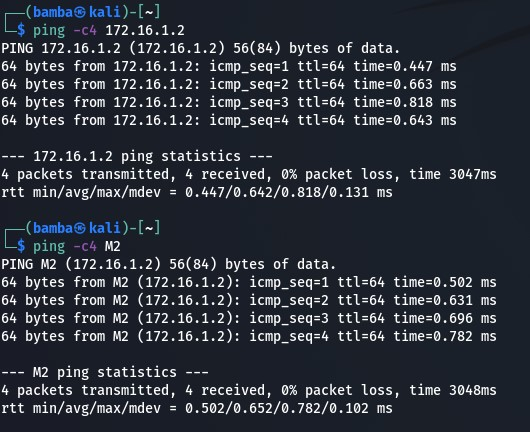 ┌──(bamba㉿kali)-[~]
└─$ ping -c4 172.16.1.2
PING 172.16.1.2 (172.16.1.2) 56(84) bytes of data.
64 bytes from 172.16.1.2: icmp_seq=1 ttl=64 time=0.447 ms
64 bytes from 172.16.1.2: icmp_seq=2 ttl=64 time=0.663 ms
64 bytes from 172.16.1.2: icmp_seq=3 ttl=64 time=0.818 ms
64 bytes from 172.16.1.2: icmp_seq=4 ttl=64 time=0.643 ms

--- 172.16.1.2 ping statistics ---
4 packets transmitted, 4 received, 0% packet loss, time 3047ms
rtt min/avg/max/mdev = 0.447/0.642/0.818/0.131 ms

┌──(bamba㉿kali)-[~]
└─$ ping -c4 M2
PING M2 (172.16.1.2) 56(84) bytes of data.
64 bytes from M2 (172.16.1.2): icmp_seq=1 ttl=64 time=0.502 ms
64 bytes from M2 (172.16.1.2): icmp_seq=2 ttl=64 time=0.631 ms
64 bytes from M2 (172.16.1.2): icmp_seq=3 ttl=64 time=0.696 ms
64 bytes from M2 (172.16.1.2): icmp_seq=4 ttl=64 time=0.782 ms

--- M2 ping statistics ---
4 packets transmitted, 4 received, 0% packet loss, time 3048ms
rtt min/avg/max/mdev = 0.502/0.652/0.782/0.102 ms